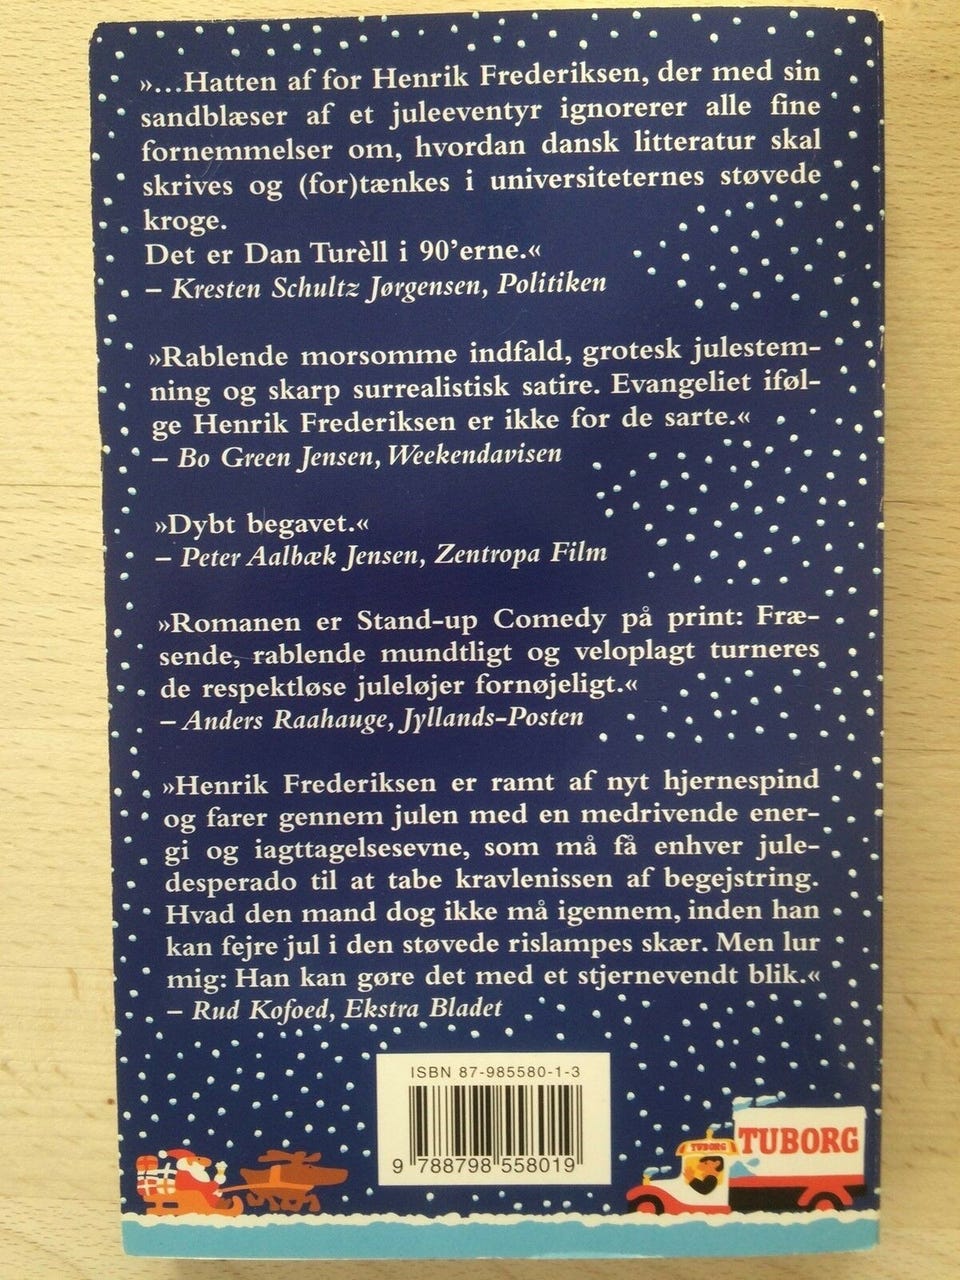 »...Hatten af for Henrik Frederiksen, der med sin
sandblæser af et juleeventyr ignorerer alle fine
fornemmelser om, hvordan dansk litteratur skal
skrives og (for)tænkes i universiteternes støvede
kroge.
Det er Dan Turèll i 90’erne.«
– Kresten Schultz Jørgensen, Politiken
»Rablende morsomme indfald, grotesk julestem-
ning og skarp surrealistisk satire. Evangeliet iføl-
ge Henrik Frederiksen er ikke for de sarte.«
– Bo Green Jensen, Weekendavisen
»Dybt begavet.«
– Peter Aalbæk Jensen, Zentropa Film
»Romanen er Stand-up Comedy på print: Fræ-
sende, rablende mundtligt og veloplagt turneres
de respektløse juleløjer fornøjeligt.«
– Anders Raahauge, Jyllands-Posten
»Henrik Frederiksen er ramt af nyt hjernespind
og farer gennem julen med en medrivende ener-
gi og iagttagelsesevne, som må få enhver jule-
desperado til at tabe kravlenissen af begejstring.
Hvad den mand dog ikke må igennem, inden han
kan fejre jul i den støvede rislampes skær. Men lur
mig: Han kan gøre det med et stjernevendt blik.«
– Rud Kofoed, Ekstra Bladet
ISBN 87-985580-1-3
9 788798 558019
TUBORG
TUBORG